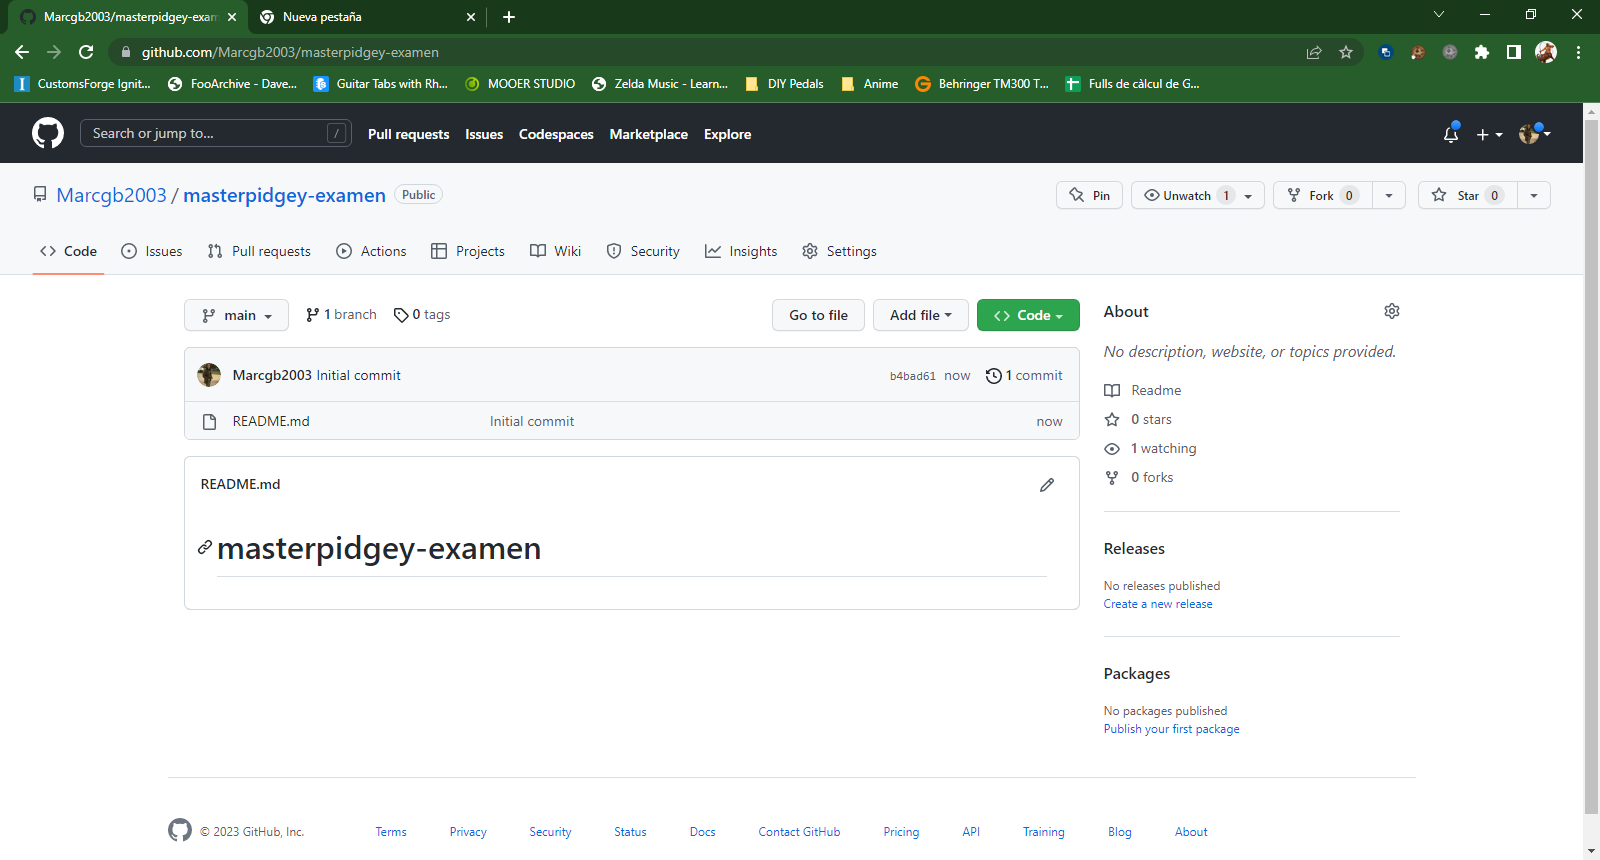 Marcgb2003/masterpidgey-exam
Nueva pestaña
github.com/Marcgb2003/masterpidgey-examen
CustomsForge Ignit...
FooArchive - Dave...
Guitar Tabs with Rh...
MOOER STUDIO
Zelda Music - Learn...
DIY Pedals
Anime
Behringer TM300 T...
Fulls de càlcul de G...
Search or jump to...
/
Pull requests
Issues
Codespaces
Marketplace
Explore
Marcgb2003 / masterpidgey-examen
Public
Pin
Unwatch 1
Fork 0
Star 0
Code
Issues
Pull requests
Actions
Projects
Wiki
Security
Insights
Settings
main
1 branch
0 tags
Go to file
Add file
Code
Marcgb2003 Initial commit
b4bad61 now
1 commit
README.md
Initial commit
now
README.md
masterpidgey-examen
About
No description, website, or topics provided.
Readme
0 stars
1 watching
0 forks
Releases
No releases published
Create a new release
Packages
No packages published
Publish your first package
© 2023 GitHub, Inc.
Terms
Privacy
Security
Status
Docs
Contact GitHub
Pricing
API
Training
Blog
About